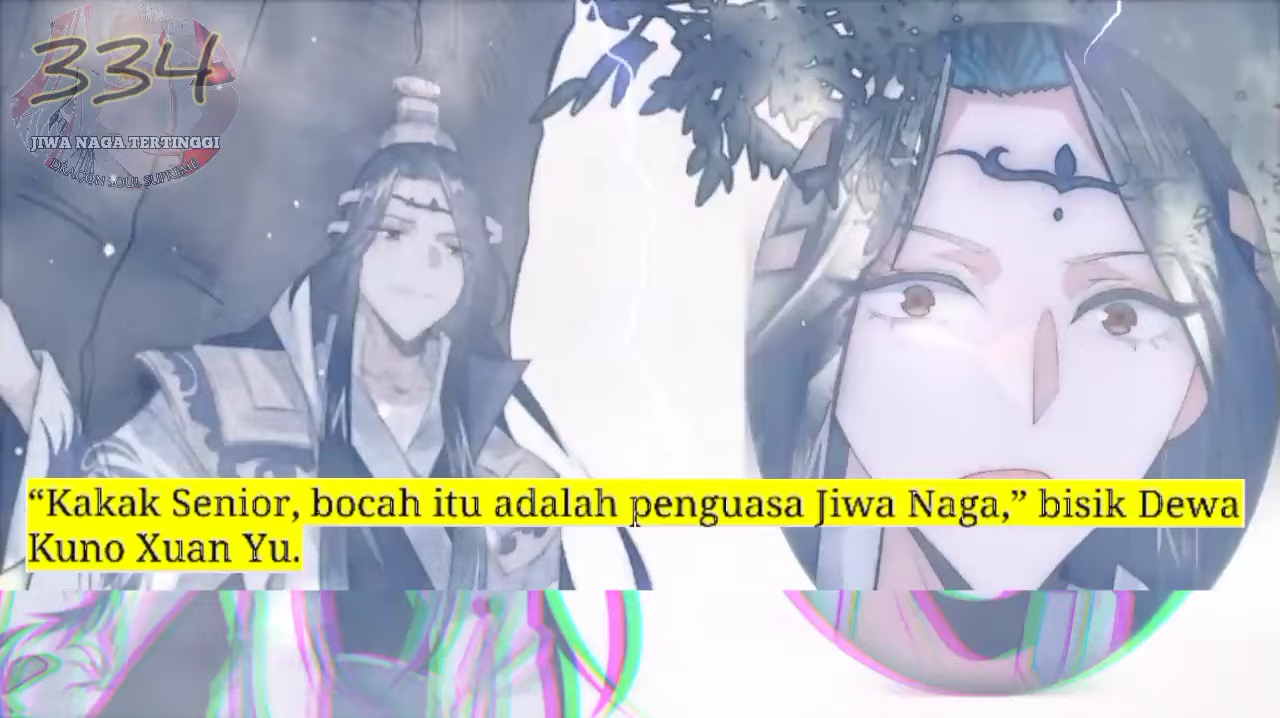 334
JIWA NAGA TERTINGGI
DRAGON SOUL SUPREME
“Kakak Senior, bocah itu adalah penguasa Jiwa Naga,” bisik Dewa
Kuno Xuan Yu.